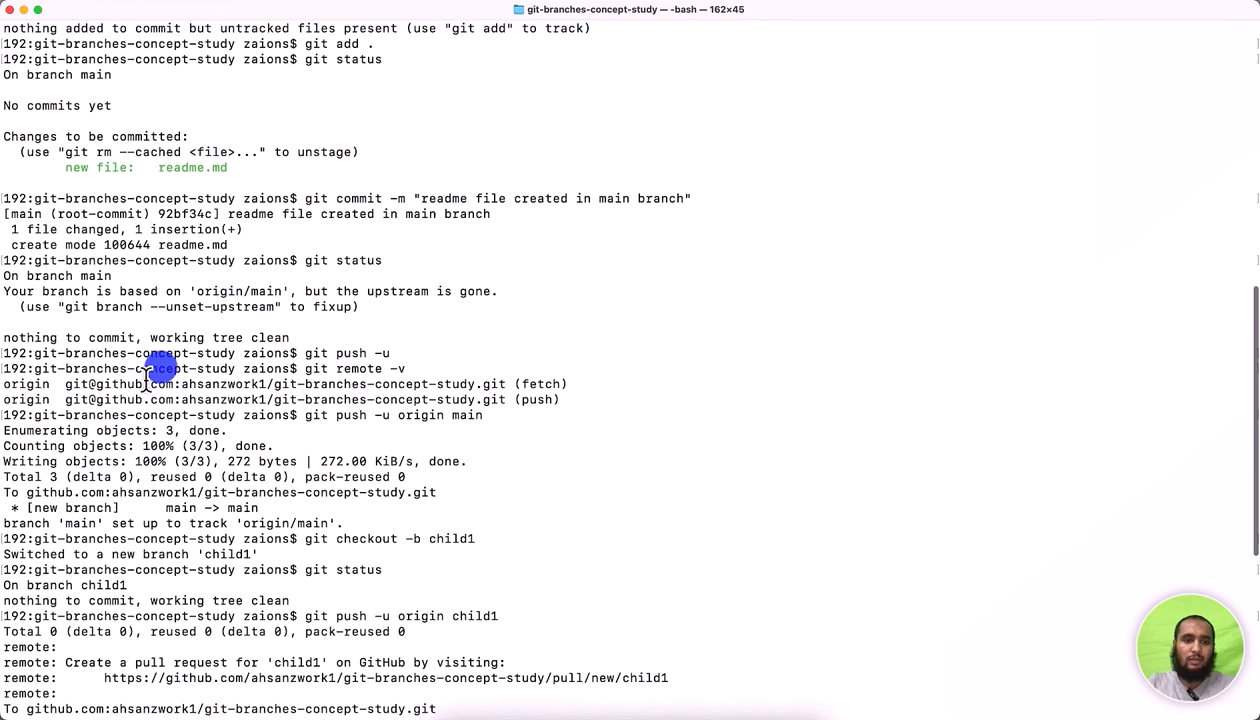 git-branches-concept-study — -bash — 162×45
nothing added to commit but untracked files present (use "git add" to track)
[192:git-branches-concept-study zaions$ git add .
[192:git-branches-concept-study zaions$ git status
On branch main
No commits yet
Changes to be committed:
(use "git rm --cached <file>..." to unstage)
new file: readme.md
[192:git-branches-concept-study zaions$ git commit -m "readme file created in main branch"
[main (root-commit) 92bf34c] readme file created in main branch
1 file changed, 1 insertion(+)
create mode 100644 readme.md
[192:git-branches-concept-study zaions$ git status
On branch main
Your branch is based on 'origin/main', but the upstream is gone.
(use "git branch --unset-upstream" to fixup)
nothing to commit, working tree clean
[192:git-branches-concept-study zaions$ git push -u
[192:git-branches-concept-study zaions$ git remote -v
origin git@github.com:ahsanzwork1/git-branches-concept-study.git (fetch)
origin git@github.com:ahsanzwork1/git-branches-concept-study.git (push)
[192:git-branches-concept-study zaions$ git push -u origin main
Enumerating objects: 3, done.
Counting objects: 100% (3/3), done.
Writing objects: 100% (3/3), 272 bytes | 272.00 KiB/s, done.
Total 3 (delta 0), reused 0 (delta 0), pack-reused 0
To github.com:ahsanzwork1/git-branches-concept-study.git
* [new branch] main -> main
branch 'main' set up to track 'origin/main'.
[192:git-branches-concept-study zaions$ git checkout -b child1
Switched to a new branch 'child1'
[192:git-branches-concept-study zaions$ git status
On branch child1
nothing to commit, working tree clean
[192:git-branches-concept-study zaions$ git push -u origin child1
Total 0 (delta 0), reused 0 (delta 0), pack-reused 0
remote:
remote: Create a pull request for 'child1' on GitHub by visiting:
remote: https://github.com/ahsanzwork1/git-branches-concept-study/pull/new/child1
remote:
To github.com:ahsanzwork1/git-branches-concept-study.git